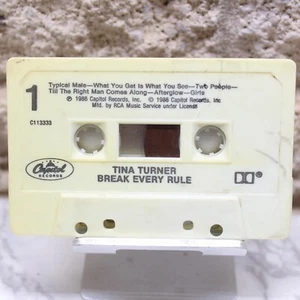 1
Typical Male—What You Get Is What You See—Two People—
Till The Right Man Comes Along—Afterglow—Girls
℗ 1986 Capitol Records, Inc. © 1986 Capitol Records, Inc
Mfd. by RCA Music Service under License
C113333
Capitol
RECORDS
TINA TURNER
BREAK EVERY RULE